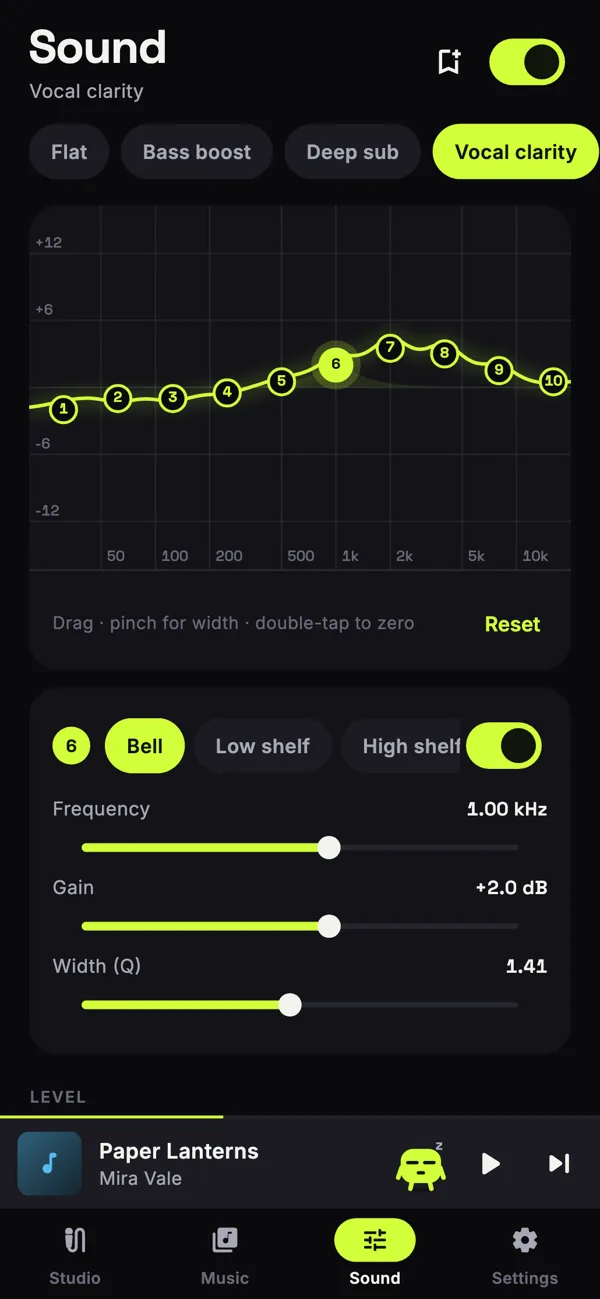 Sound
Vocal clarity
Flat
Bass boost
Deep sub
Vocal clarity
+12
+6
1
2
3
4
5
6
7
8
9
10
-6
-12
50
100
200
500
1k
2k
5k
10k
Drag · pinch for width · double-tap to zero
Reset
6
Bell
Low shelf
High shelf
Frequency
1.00 kHz
Gain
+2.0 dB
Width (Q)
1.41
LEVEL
Paper Lanterns
Mira Vale
z
Studio
Music
Sound
Settings